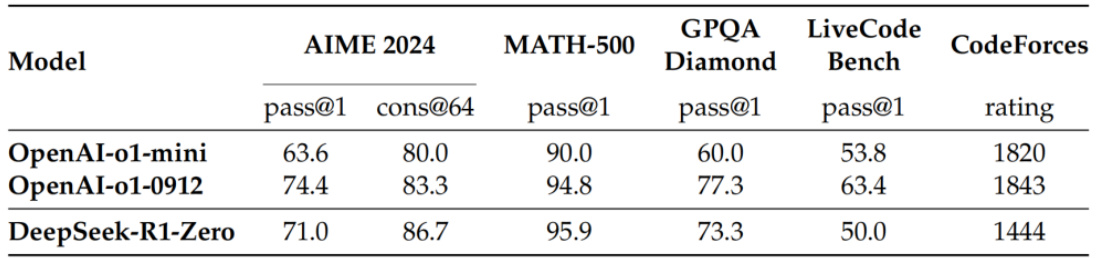 Model AIME 2024 MATH-500 GPQA Diamond LiveCode Bench CodeForces
pass@1 cons@64 pass@1 pass@1 pass@1 rating
OpenAI-o1-mini 63.6 80.0 90.0 60.0 53.8 1820
OpenAI-o1-0912 74.4 83.3 94.8 77.3 63.4 1843
DeepSeek-R1-Zero 71.0 86.7 95.9 73.3 50.0 1444